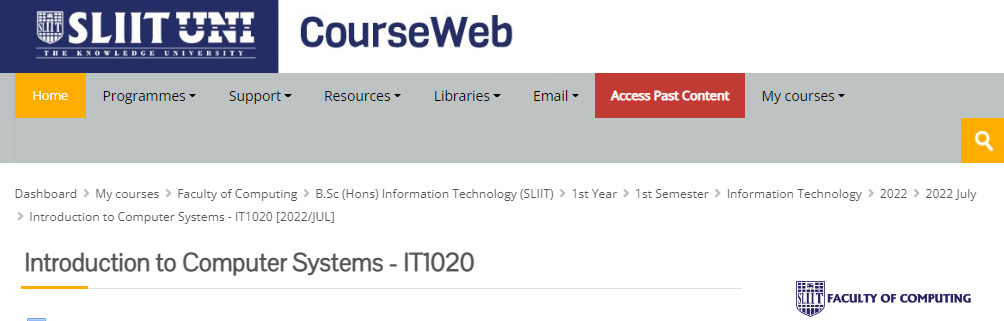 SLIIT UNI
THE KNOWLEDGE UNIVERSITY
CourseWeb
Home Programmes Support Resources Libraries Email Access Past Content My courses
Dashboard My courses Faculty of Computing B.Sc (Hons) Information Technology (SLIIT) 1st Year 1st Semester Information Technology 2022 2022 July
Introduction to Computer Systems - IT1020 [2022/JUL]
Introduction to Computer Systems - IT1020
SLIIT FACULTY OF COMPUTING